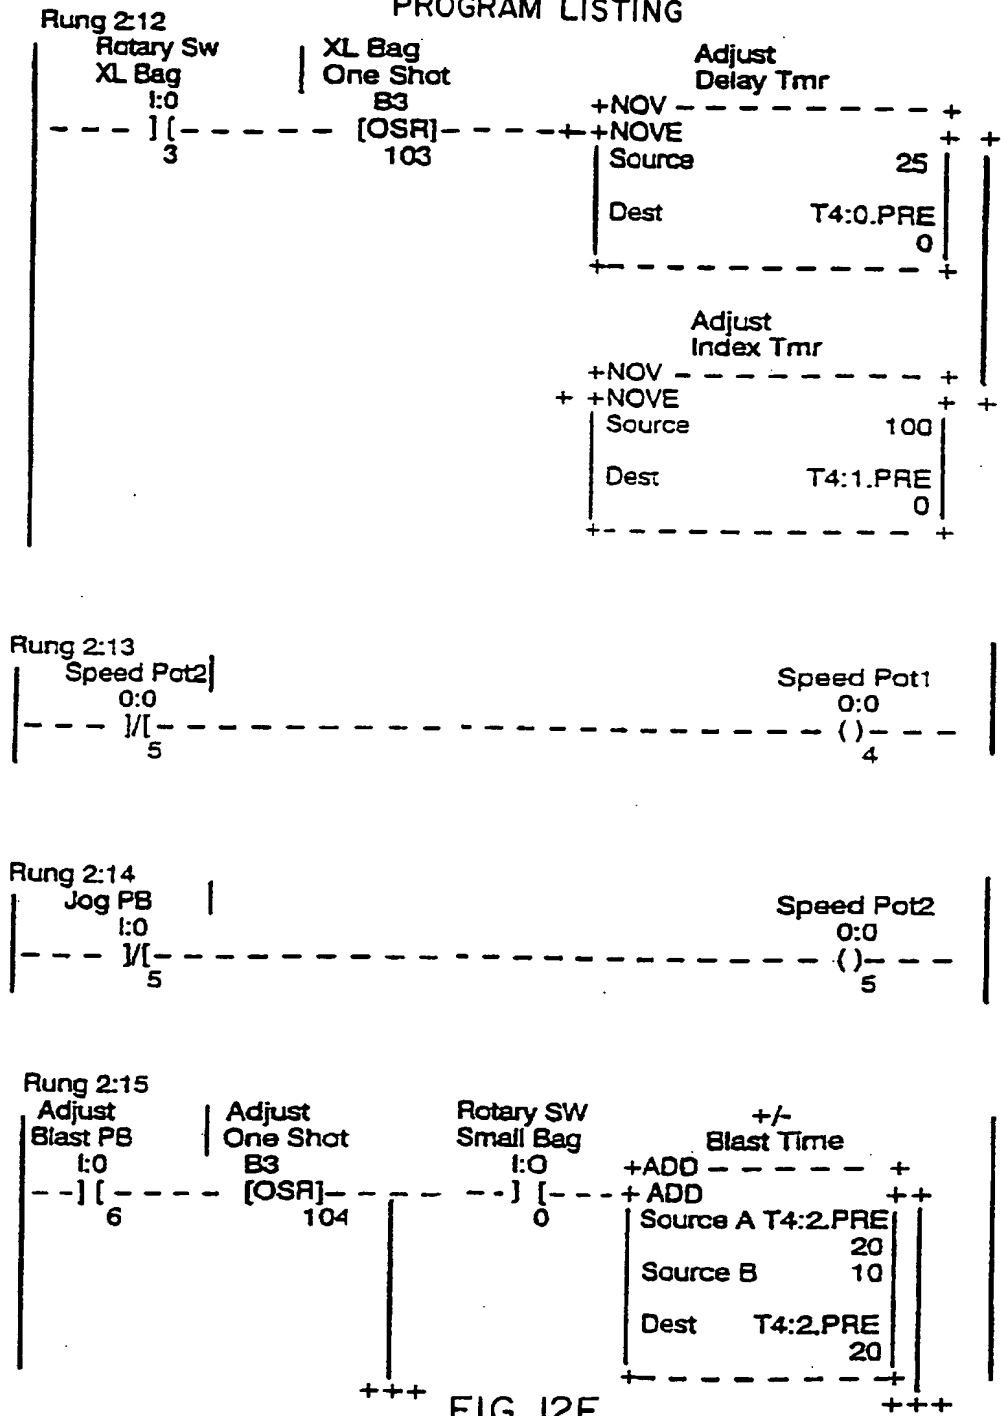 PROGRAM LISTING
Rung 2:12
Rotary Sw XL Bag
XL Bag One Shot
Adjust Delay Tmr
I:0 B3 +NOV - - - - - - - - +
- - - ] [ - - - - - [OSR] - - - - + +NOVE + +
3 103 Source 25
Dest T4:0.PRE
0
+ - - - - - - - - - - +
Adjust
Index Tmr
+NOV - - - - - - - - +
+ +NOVE + +
Source 100
Dest T4:1.PRE
0
+ - - - - - - - - - - +
Rung 2:13
Speed Pot2 Speed Pot1
0:0 0:0
- - - ]/[ - - - - - - - - - - - - - - - - ( ) - - -
5 4
Rung 2:14
Jog PB Speed Pot2
I:0 0:0
- - - ]/[ - - - - - - - - - - - - - - - - ( ) - - -
5 5
Rung 2:15
Adjust Blast PB
Adjust One Shot
Rotary SW Small Bag
+/- Blast Time
I:0 B3 I:0 +ADD - - - - - - +
- - ] [ - - - - [OSR] - - - - - - ] [ - - - + ADD ++
6 104 0 Source A T4:2.PRE
20
Source B 10
Dest T4:2.PRE
20
+ - - - - - - - +
+++ +++
FIG. 12F